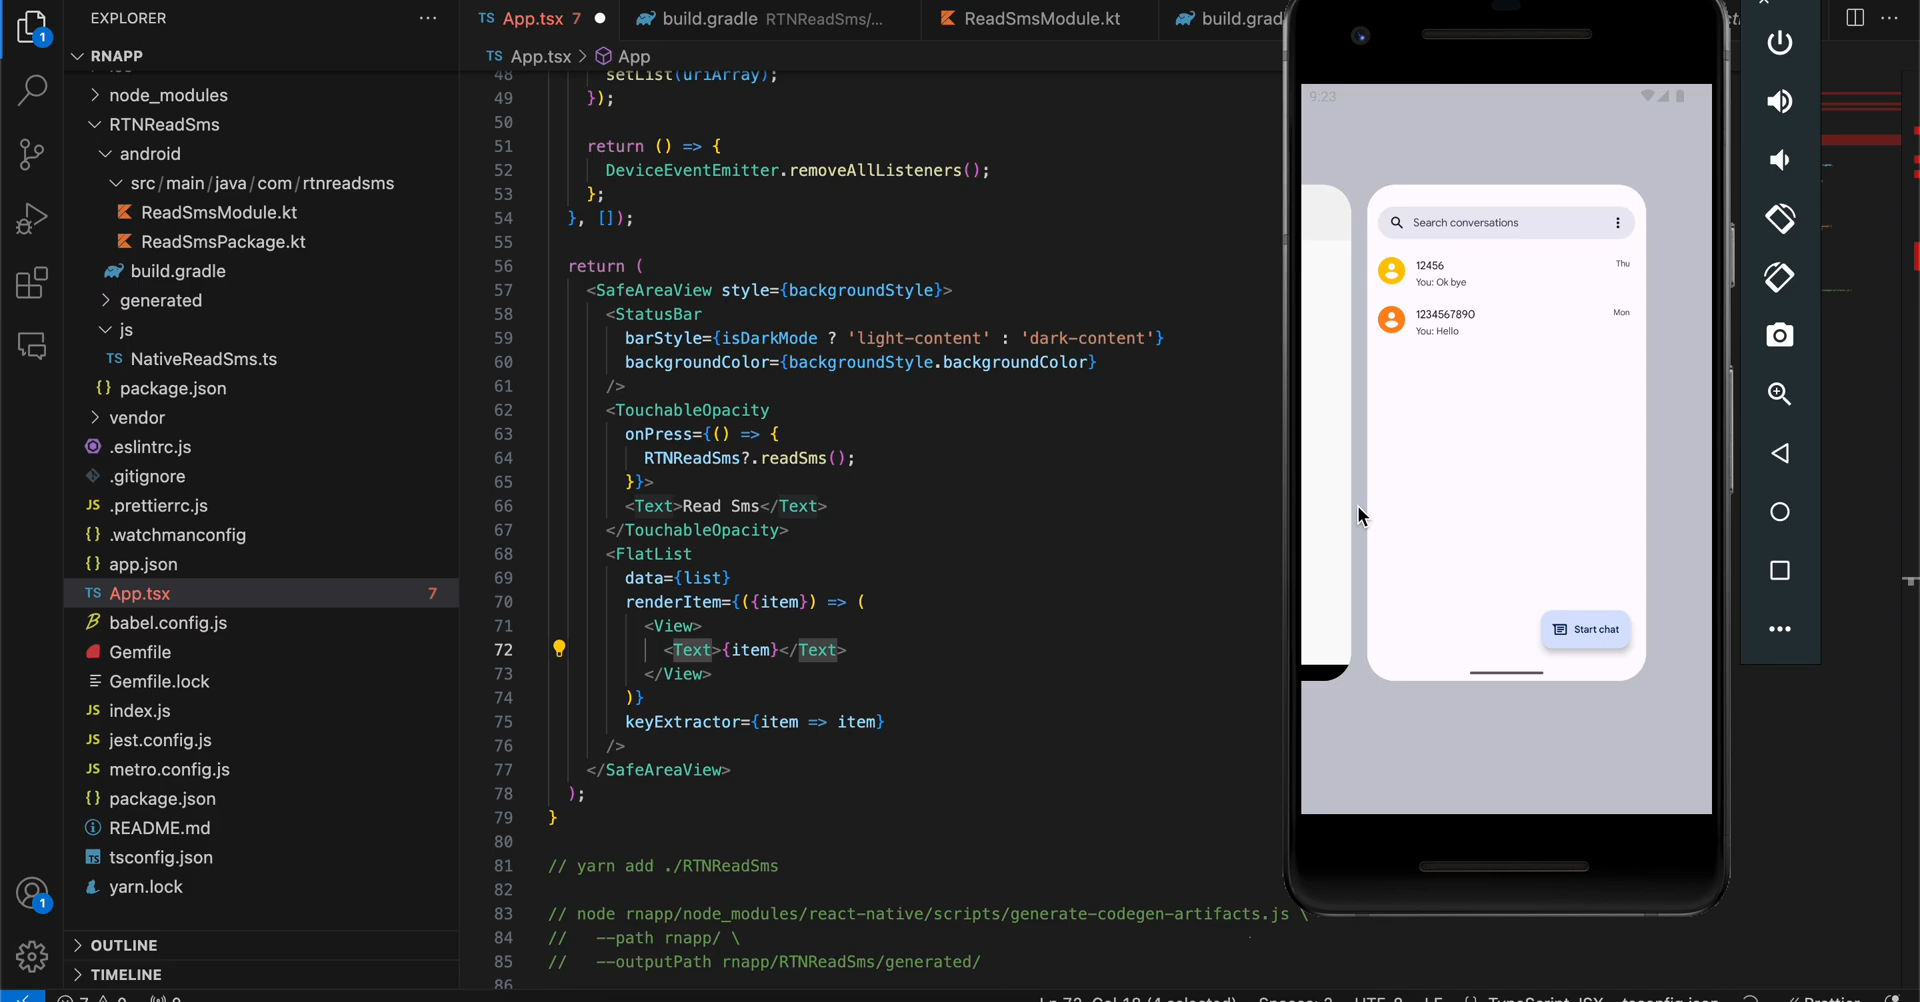 EXPLORER
RNAPP
node_modules
RTNReadSms
android
src/main/java/com/rtnreadsms
ReadSmsModule.kt
ReadSmsPackage.kt
build.gradle
generated
js
TS NativeReadSms.ts
{} package.json
vendor
.eslintrc.js
.gitignore
JS .prettierrc.js
{} .watchmanconfig
{} app.json
TS App.tsx 7
babel.config.js
Gemfile
Gemfile.lock
JS index.js
JS jest.config.js
JS metro.config.js
{} package.json
README.md
tsconfig.json
yarn.lock
OUTLINE
TIMELINE
1
1
TS App.tsx 7
build.gradle RTNReadSms/...
ReadSmsModule.kt
build.grad
TS App.tsx > App
48 setList(uriArray);
49 });
50
51 return () => {
52 DeviceEventEmitter.removeAllListeners();
53 };
54 }, []);
55
56 return (
57 <SafeAreaView style={backgroundStyle}>
58 <StatusBar
59 barStyle={isDarkMode ? 'light-content' : 'dark-content'}
60 backgroundColor={backgroundStyle.backgroundColor}
61 />
62 <TouchableOpacity
63 onPress={() => {
64 RTNReadSms?.readSms();
65 }}>
66 <Text>Read Sms</Text>
67 </TouchableOpacity>
68 <FlatList
69 data={list}
70 renderItem={({item}) => (
71 <View>
72 <Text>{item}</Text>
73 </View>
74 )}
75 keyExtractor={item => item}
76 />
77 </SafeAreaView>
78 );
79 }
80
81 // yarn add ./RTNReadSms
82
83 // node rnapp/node_modules/react-native/scripts/generate-codegen-artifacts.js \
84 // --path rnapp/ \
85 // --outputPath rnapp/RTNReadSms/generated/
86
9:23
Search conversations
12456 Thu
You: Ok bye
1234567890 Mon
You: Hello
Start chat